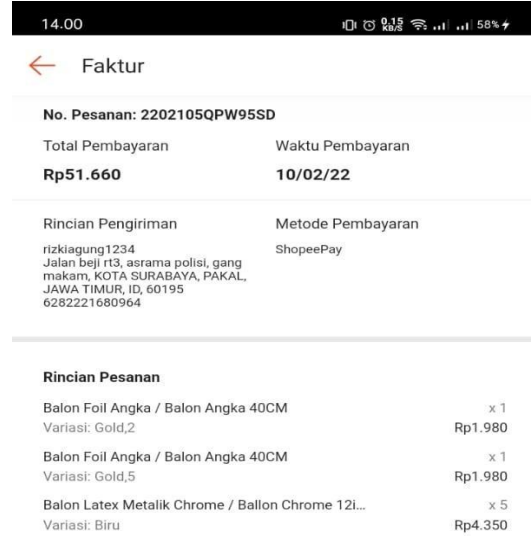 14.00
0.15 KB/S 58%
Faktur
No. Pesanan: 2202105QPW95SD
Total Pembayaran Waktu Pembayaran
Rp51.660 10/02/22
Rincian Pengiriman Metode Pembayaran
rizkiagung1234 ShopeePay
Jalan beji rt3, asrama polisi, gang
makam, KOTA SURABAYA, PAKAL,
JAWA TIMUR, ID, 60195
6282221680964
Rincian Pesanan
Balon Foil Angka / Balon Angka 40CM x 1
Variasi: Gold,2 Rp1.980
Balon Foil Angka / Balon Angka 40CM x 1
Variasi: Gold,5 Rp1.980
Balon Latex Metalik Chrome / Ballon Chrome 12i... x 5
Variasi: Biru Rp4.350